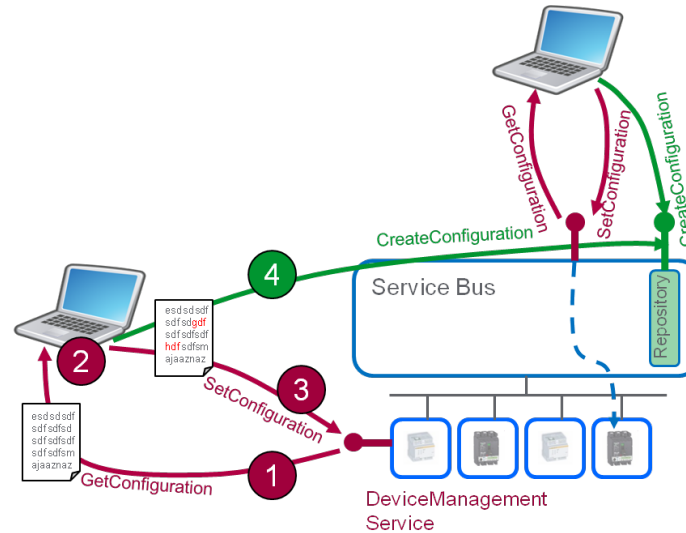 GetConfiguration
SetConfiguration
CreateConfiguration
CreateConfiguration
CreateConfiguration
4
Service Bus
Repository
esdsdsdf
sdfsdgdf
sdfsdfsdf
hdfsdfsm
ajaaznaz
2
3
SetConfiguration
esdsdsdf
sdfsdfsd
sdfsdfsdf
sdfsdfsm
ajaaznaz
1
GetConfiguration
DeviceManagement
Service